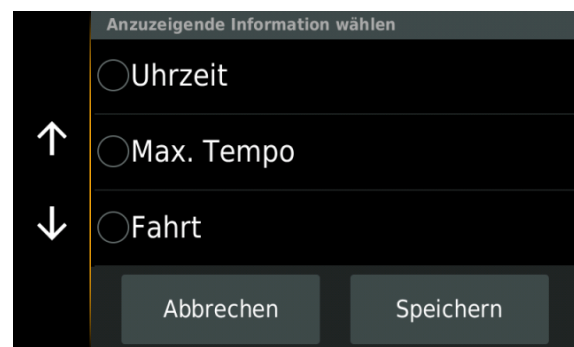 Anzuzeigende Information wählen
Uhrzeit
Max. Tempo
Fahrt
Abbrechen Speichern